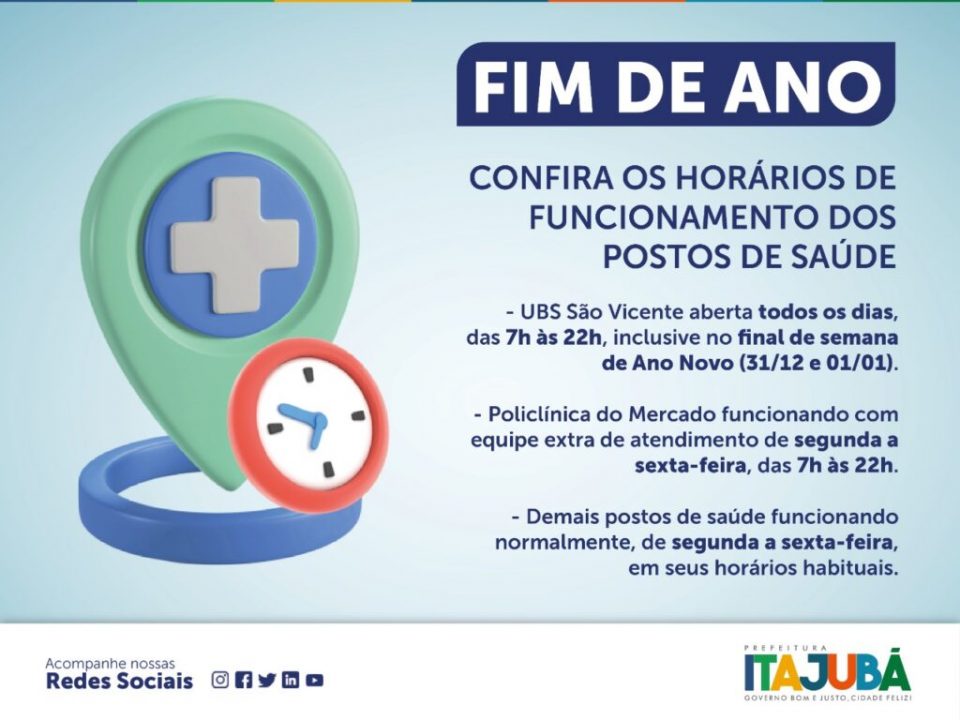 FIM DE ANO
CONFIRA OS HORÁRIOS DE
FUNCIONAMENTO DOS
POSTOS DE SAÚDE
- UBS São Vicente aberta todos os dias,
das 7h às 22h, inclusive no final de semana
de Ano Novo (31/12 e 01/01).
- Policlínica do Mercado funcionando com
equipe extra de atendimento de segunda a
sexta-feira, das 7h às 22h.
- Demais postos de saúde funcionando
normalmente, de segunda a sexta-feira,
em seus horários habituais.
Acompanhe nossas
Redes Sociais
PREFEITURA
ITAJUBÁ
GOVERNO BOM E JUSTO, CIDADE FELIZ!